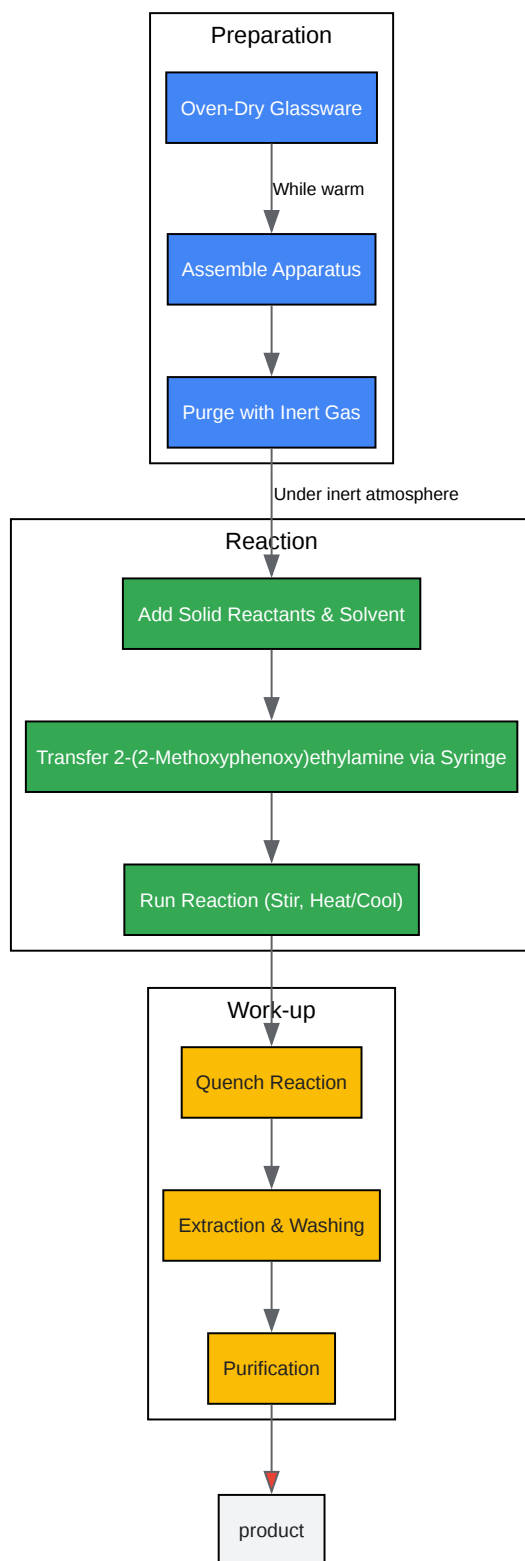 Preparation
Oven-Dry Glassware
While warm
Assemble Apparatus
Purge with Inert Gas
Under inert atmosphere
Reaction
Add Solid Reactants & Solvent
Transfer 2-(2-Methoxyphenoxy)ethylamine via Syringe
Run Reaction (Stir, Heat/Cool)
Work-up
Quench Reaction
Extraction & Washing
Purification
product